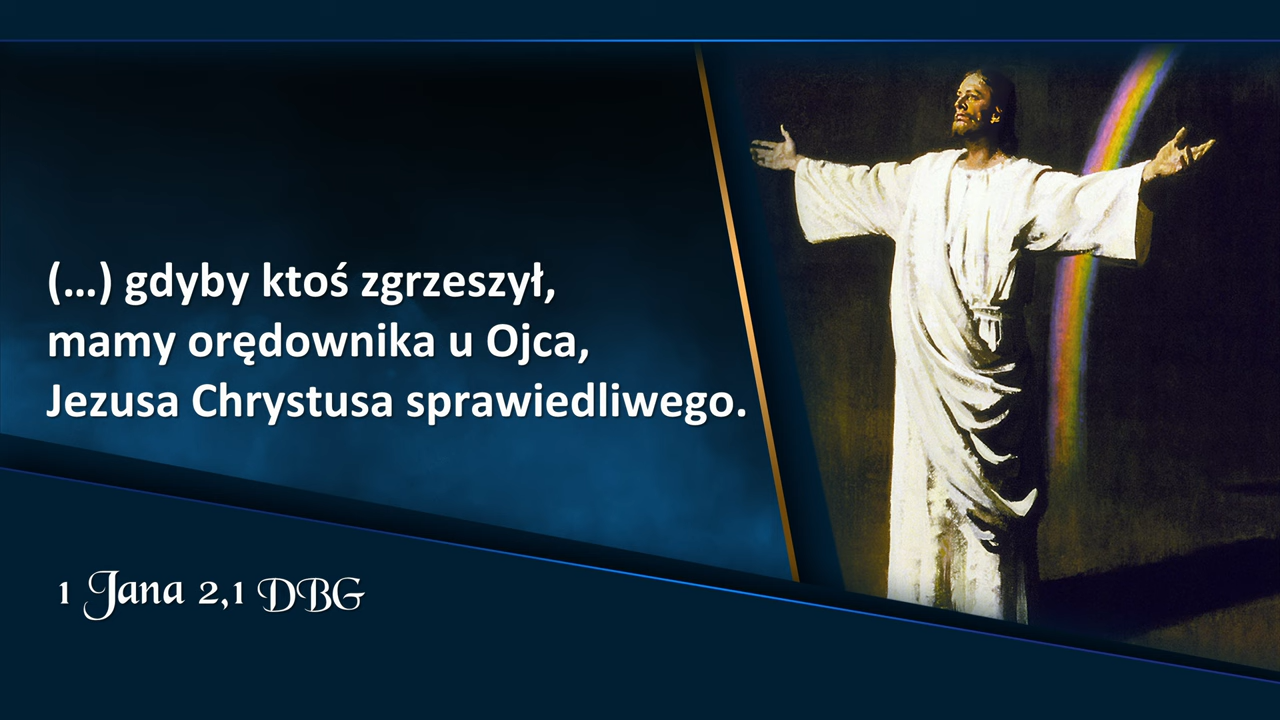 (...) gdyby ktoś zgrzeszył,
mamy orędownika u Ojca,
Jezusa Chrystusa sprawiedliwego.
1 Jana 2,1 DBG